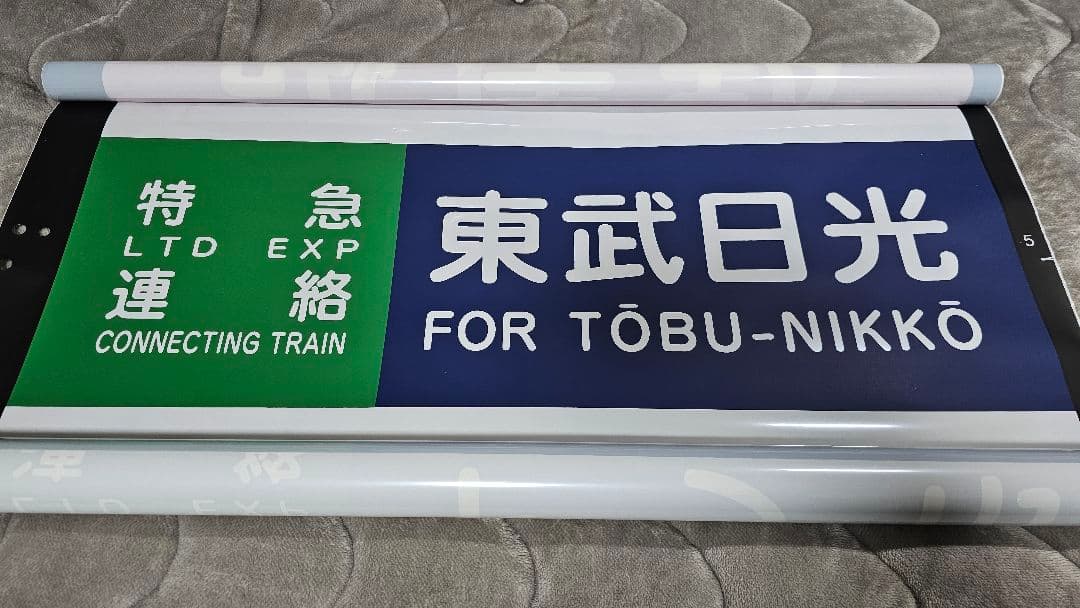 特急
LTD EXP
連絡
CONNECTING TRAIN
東武日光
FOR TŌBU-NIKKŌ
5